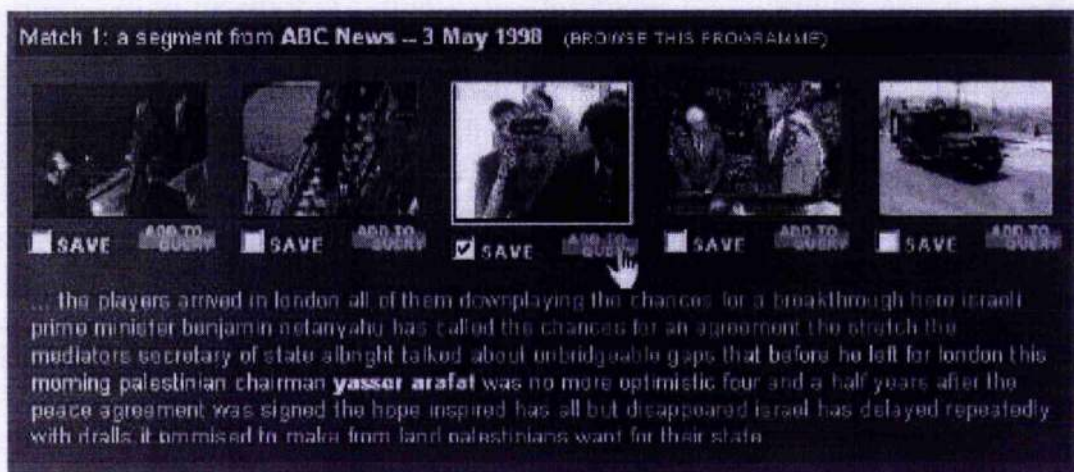 Match 1: a segment from ABC News -- 3 May 1998 (BROWSE THIS PROGRAMME)
SAVE ADD TO QUERY SAVE ADD TO QUERY SAVE ADD TO QUERY SAVE ADD TO QUERY SAVE ADD TO QUERY
... the players arrived in london all of them downplaying the chances for a breakthrough here israeli
prime minister benjamin netanyahu has called the chances for an agreement the stretch the
mediators secretary of state albright talked about unbridgeable gaps that before he left for london this
morning palestinian chairman yasser arafat was no more optimistic four and a half years after the
peace agreement was signed the hope inspired has all but disappeared israel has delayed repeatedly
with it promised to make from land palestinians want for their state